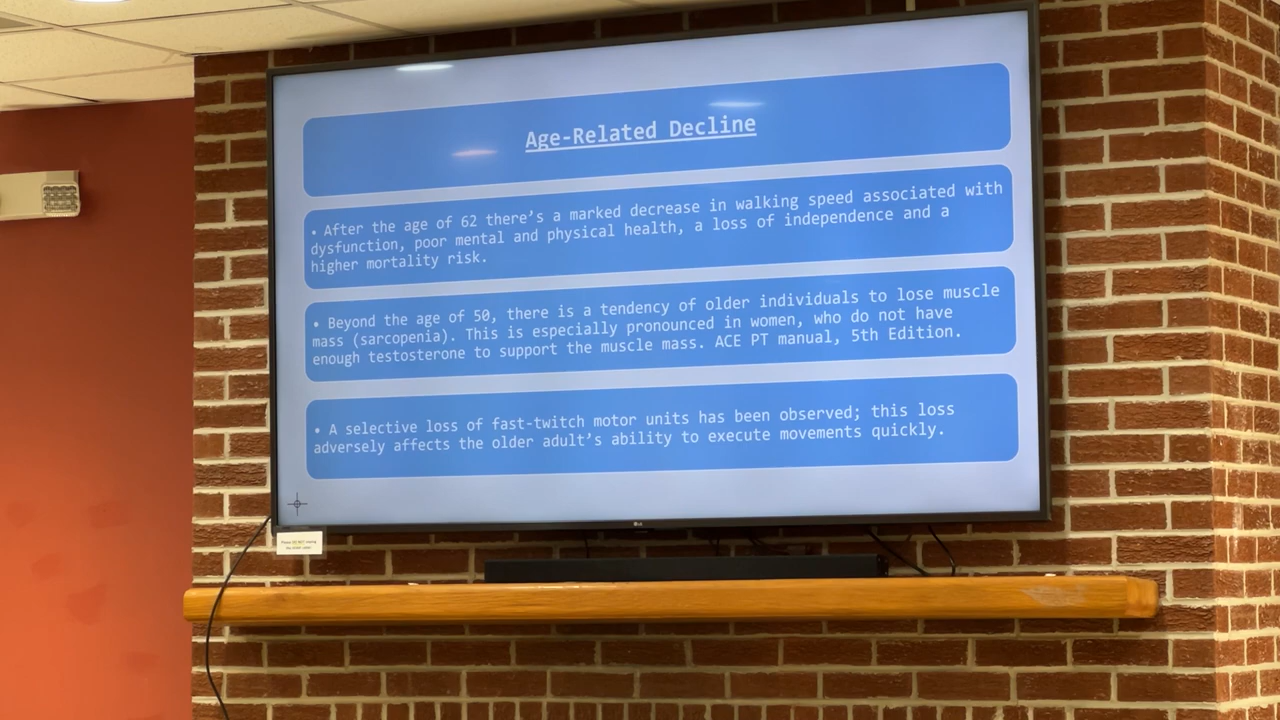 Age-Related Decline
• After the age of 62 there’s a marked decrease in walking speed associated with
dysfunction, poor mental and physical health, a loss of independence and a
higher mortality risk.
• Beyond the age of 50, there is a tendency of older individuals to lose muscle
mass (sarcopenia). This is especially pronounced in women, who do not have
enough testosterone to support the muscle mass. ACE PT manual, 5th Edition.
• A selective loss of fast-twitch motor units has been observed; this loss
adversely affects the older adult’s ability to execute movements quickly.
LG
Please DO NOT